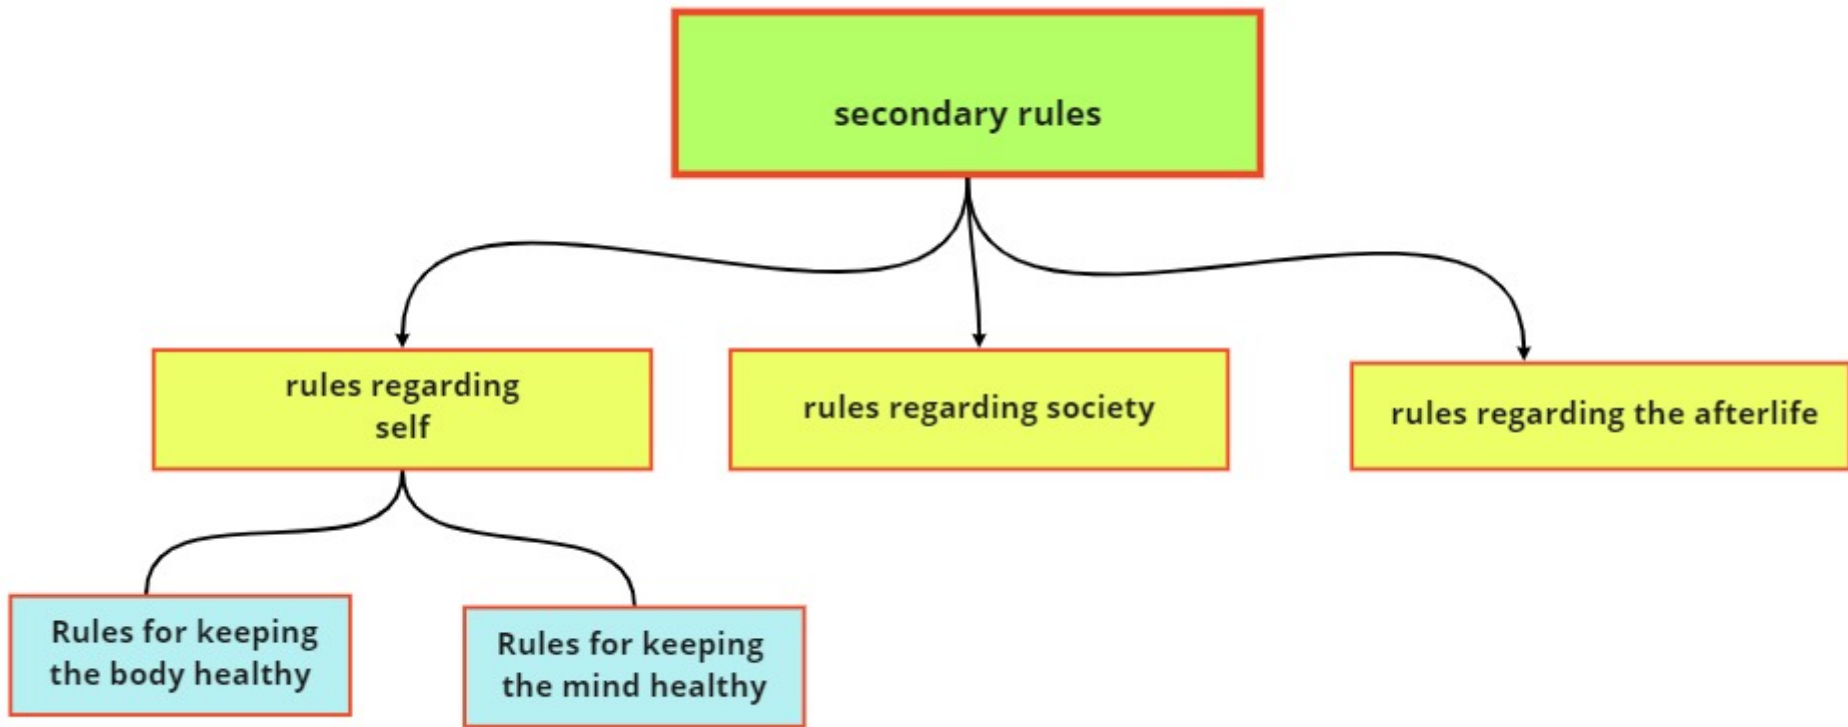 secondary rules
rules regarding
self
rules regarding society
rules regarding the afterlife
Rules for keeping
the body healthy
Rules for keeping
the mind healthy